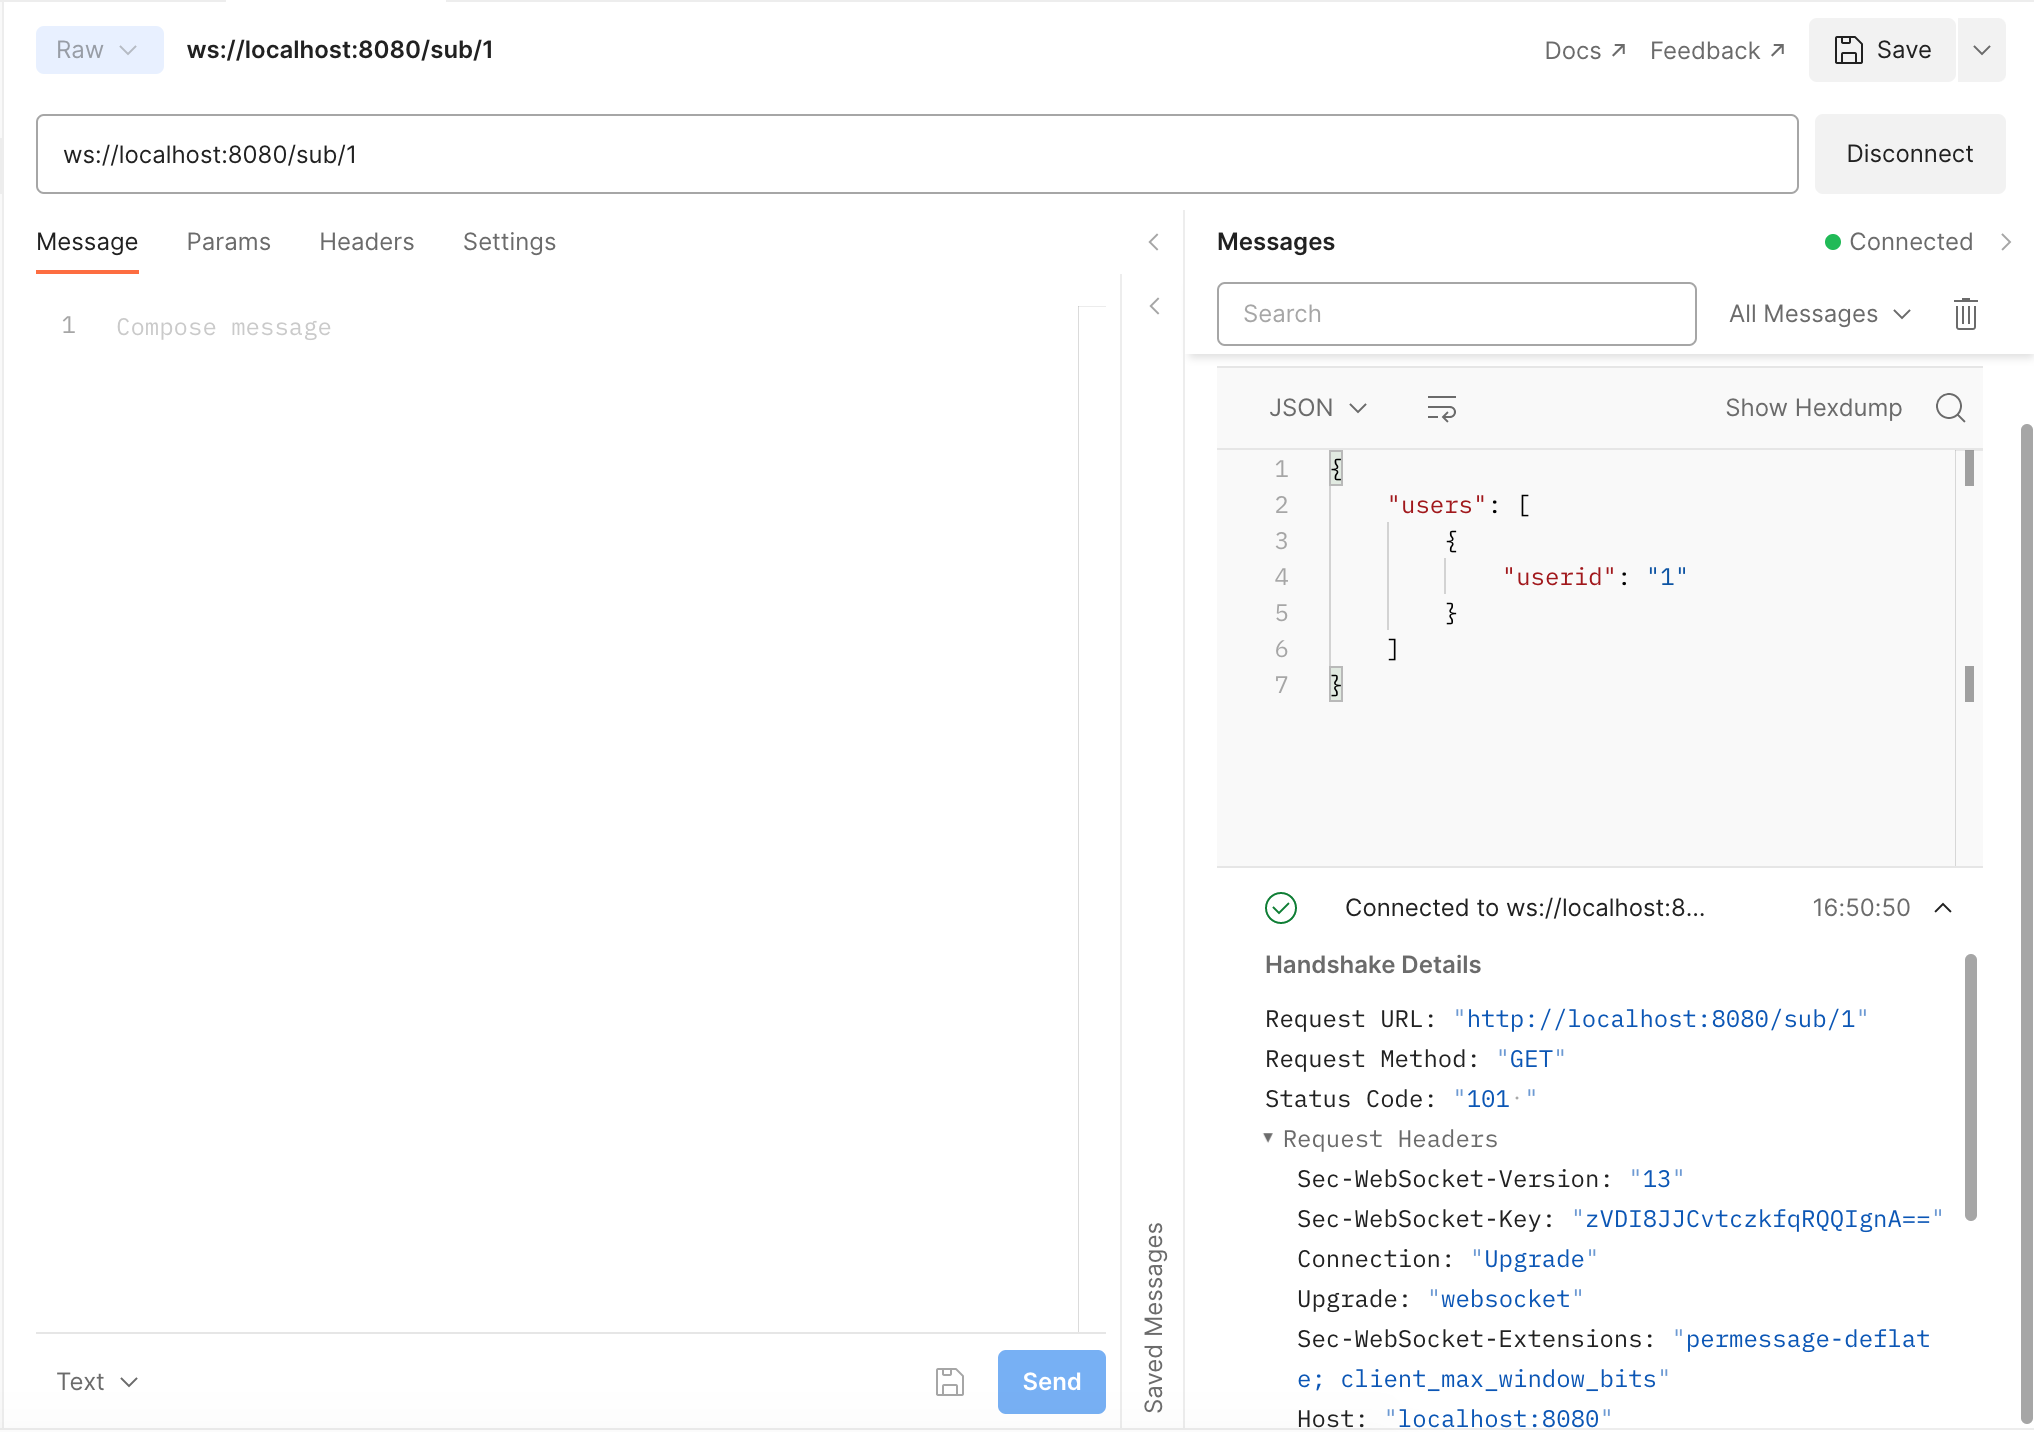 Raw ws://localhost:8080/sub/1 Docs Feedback Save
ws://localhost:8080/sub/1 Disconnect
Message Params Headers Settings
1 Compose message
Text Send
Saved Messages
Messages Connected
Search All Messages
JSON Show Hexdump
1 {
2 "users": [
3 {
4 "userid": "1"
5 }
6 ]
7 }
Connected to ws://localhost:8... 16:50:50
Handshake Details
Request URL: "http://localhost:8080/sub/1"
Request Method: "GET"
Status Code: "101 "
Request Headers
Sec-WebSocket-Version: "13"
Sec-WebSocket-Key: "zVDI8JJCvtczkfqRQQIgnA=="
Connection: "Upgrade"
Upgrade: "websocket"
Sec-WebSocket-Extensions: "permessage-deflat
e; client_max_window_bits"
Host: "localhost:8080"